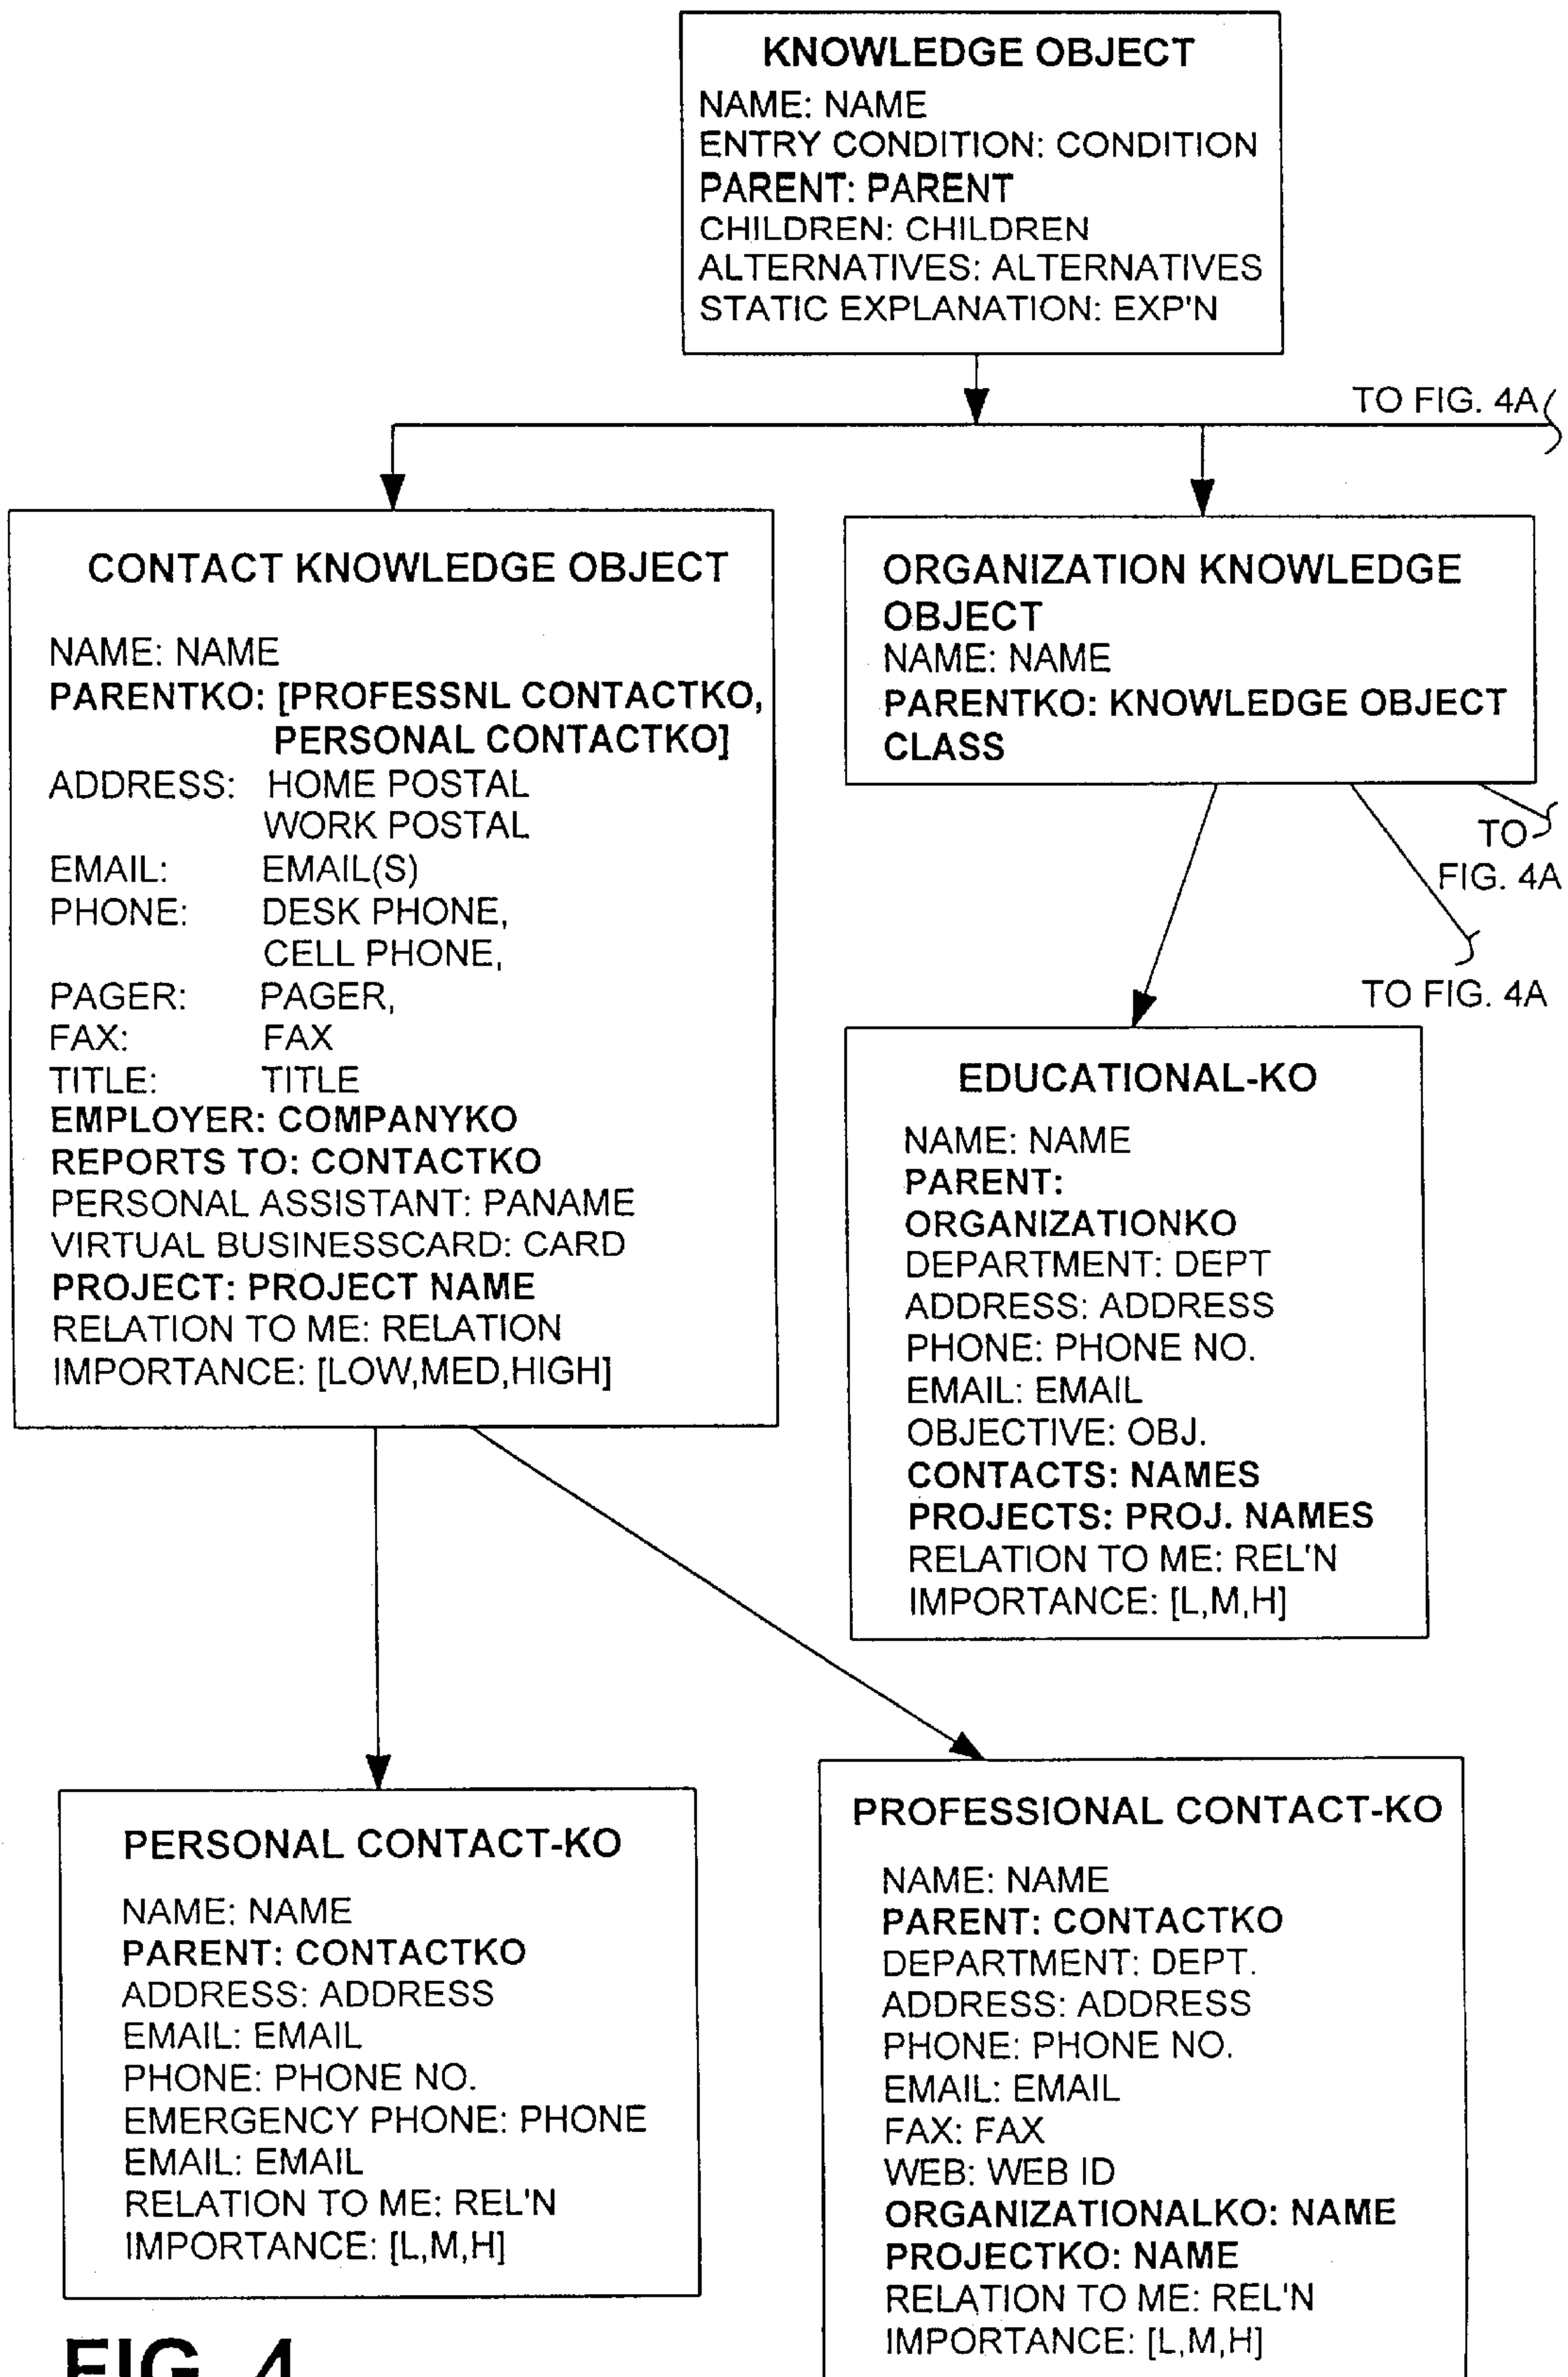 KNOWLEDGE OBJECT
NAME: NAME
ENTRY CONDITION: CONDITION
PARENT: PARENT
CHILDREN: CHILDREN
ALTERNATIVES: ALTERNATIVES
STATIC EXPLANATION: EXP'N
TO FIG. 4A
CONTACT KNOWLEDGE OBJECT
NAME: NAME
PARENTKO: [PROFESSNL CONTACTKO,
PERSONAL CONTACTKO]
ADDRESS: HOME POSTAL
WORK POSTAL
EMAIL: EMAIL(S)
PHONE: DESK PHONE,
CELL PHONE,
PAGER: PAGER,
FAX: FAX
TITLE: TITLE
EMPLOYER: COMPANYKO
REPORTS TO: CONTACTKO
PERSONAL ASSISTANT: PANAME
VIRTUAL BUSINESSCARD: CARD
PROJECT: PROJECT NAME
RELATION TO ME: RELATION
IMPORTANCE: [LOW,MED,HIGH]
ORGANIZATION KNOWLEDGE
OBJECT
NAME: NAME
PARENTKO: KNOWLEDGE OBJECT
CLASS
TO
FIG. 4A
TO FIG. 4A
EDUCATIONAL-KO
NAME: NAME
PARENT:
ORGANIZATIONKO
DEPARTMENT: DEPT
ADDRESS: ADDRESS
PHONE: PHONE NO.
EMAIL: EMAIL
OBJECTIVE: OBJ.
CONTACTS: NAMES
PROJECTS: PROJ. NAMES
RELATION TO ME: REL'N
IMPORTANCE: [L,M,H]
PERSONAL CONTACT-KO
NAME: NAME
PARENT: CONTACTKO
ADDRESS: ADDRESS
EMAIL: EMAIL
PHONE: PHONE NO.
EMERGENCY PHONE: PHONE
EMAIL: EMAIL
RELATION TO ME: REL'N
IMPORTANCE: [L,M,H]
PROFESSIONAL CONTACT-KO
NAME: NAME
PARENT: CONTACTKO
DEPARTMENT: DEPT.
ADDRESS: ADDRESS
PHONE: PHONE NO.
EMAIL: EMAIL
FAX: FAX
WEB: WEB ID
ORGANIZATIONALKO: NAME
PROJECTKO: NAME
RELATION TO ME: REL'N
IMPORTANCE: [L,M,H]
FIG. 4